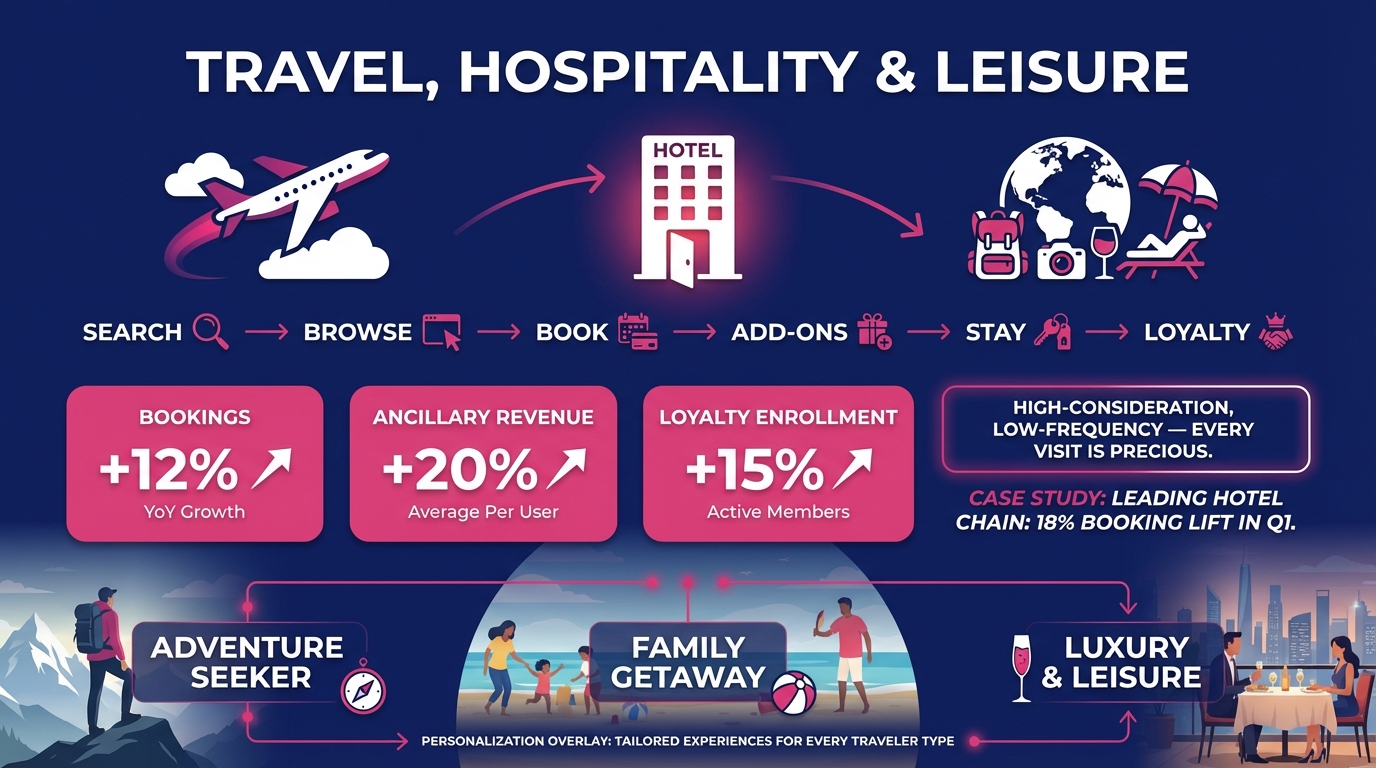 TRAVEL, HOSPITALITY & LEISURE
HOTEL
SEARCH
BROWSE
BOOK
ADD-ONS
STAY
LOYALTY
BOOKINGS
+12%
YoY Growth
ANCILLARY REVENUE
+20%
Average Per User
LOYALTY ENROLLMENT
+15%
Active Members
HIGH-CONSIDERATION,
LOW-FREQUENCY — EVERY
VISIT IS PRECIOUS.
CASE STUDY: LEADING HOTEL
CHAIN: 18% BOOKING LIFT IN Q1.
ADVENTURE
SEEKER
FAMILY
GETAWAY
LUXURY
& LEISURE
PERSONALIZATION OVERLAY: TAILORED EXPERIENCES FOR EVERY TRAVELER TYPE